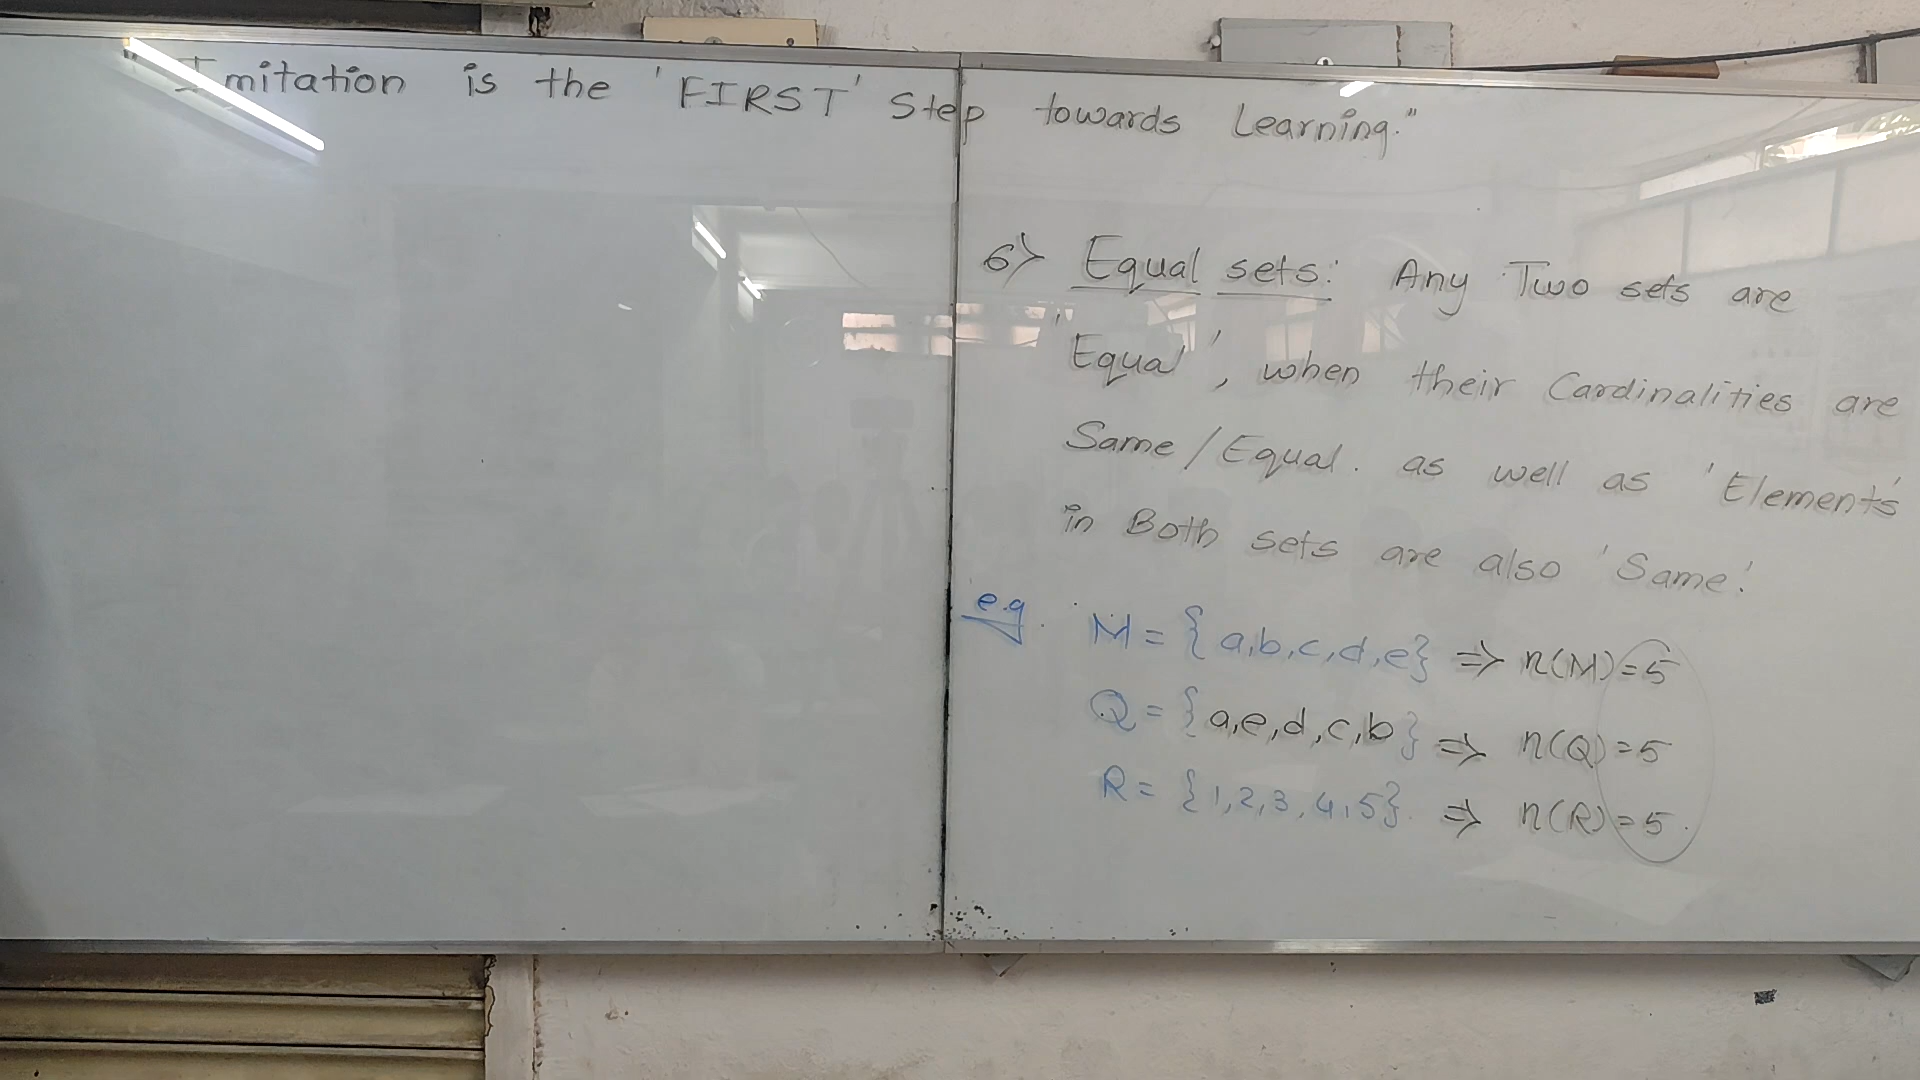 "Imitation is the 'FIRST' Step towards Learning."
6> Equal sets: Any Two sets are
'Equal', when their Cardinalities are
Same/Equal. as well as 'Elements'
in Both sets are also 'Same'.
e.g. M = {a,b,c,d,e} => n(M)=5
Q = {a,e,d,c,b} => n(Q)=5
R = {1,2,3,4,5}. => n(R)=5.